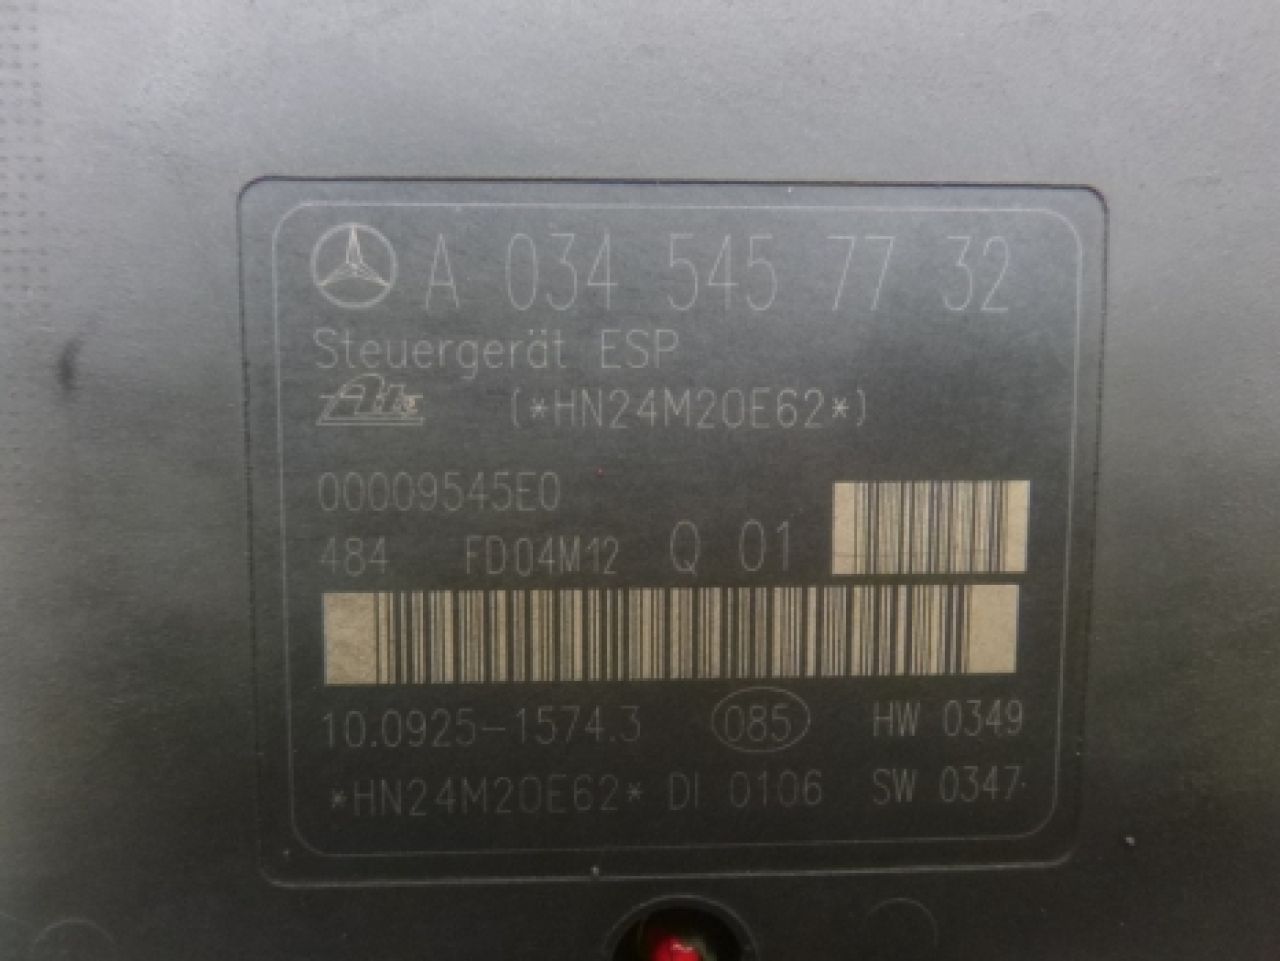 A 034 545 77 32
Steuergerät ESP
Ate (*HN24M20E62*)
00009545E0
484 FD04M12 Q 01
10.0925-1574.3 085 HW 0349
*HN24M20E62* DI 0106 SW 0347